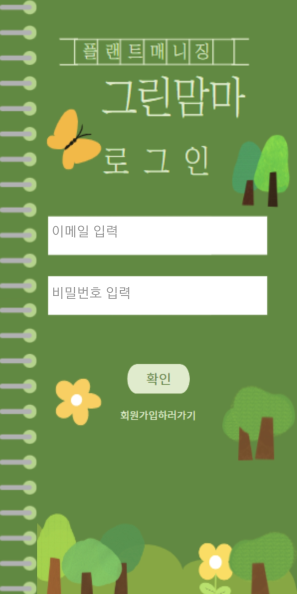 플랜트매니징
그린맘마
로그인
이메일 입력
비밀번호 입력
확인
회원가입하러가기